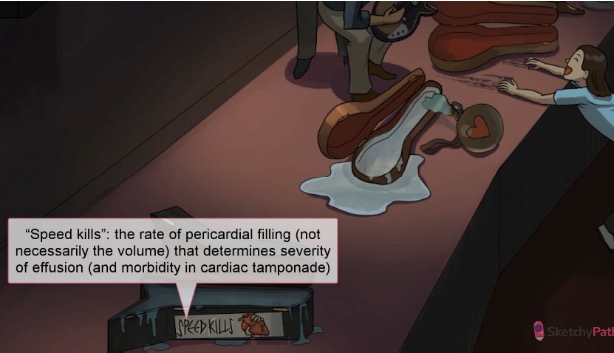 "Speed kills": the rate of pericardial filling (not
necessarily the volume) that determines severity
of effusion (and morbidity in cardiac tamponade)
SPEED KILLS
SketchyPath